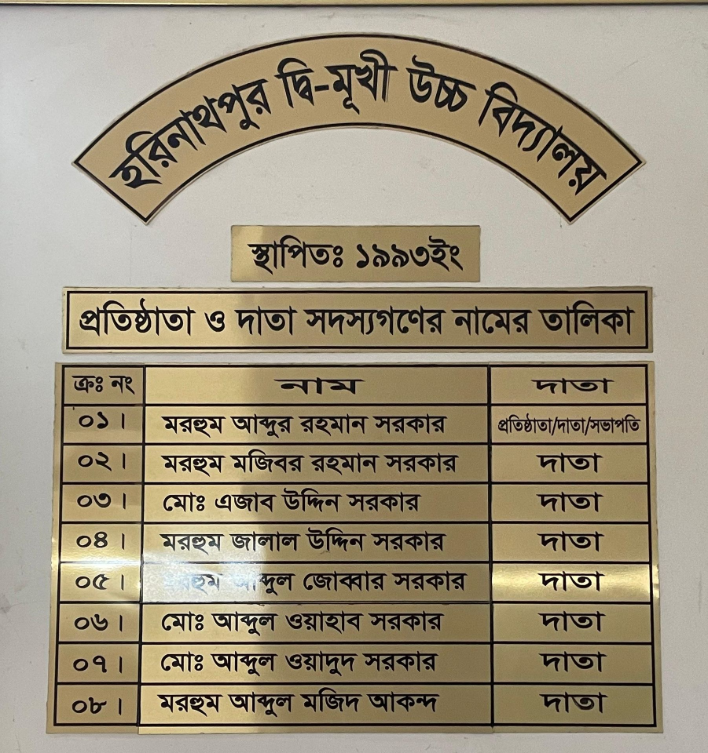 হরিনাথপুর দ্বি-মূখী উচ্চ বিদ্যালয়
স্থাপিতঃ ১৯৯৩ইং
প্রতিষ্ঠাতা ও দাতা সদস্যগণের নামের তালিকা
ক্রঃ নং নাম দাতা
০১। মরহুম আব্দুর রহমান সরকার প্রতিষ্ঠাতা/দাতা/সভাপতি
০২। মরহুম মজিবর রহমান সরকার দাতা
০৩। মোঃ এজাব উদ্দিন সরকার দাতা
০৪। মরহুম জালাল উদ্দিন সরকার দাতা
০৫। মরহুম আব্দুল জোব্বার সরকার দাতা
০৬। মোঃ আব্দুল ওয়াহাব সরকার দাতা
০৭। মোঃ আব্দুল ওয়াদুদ সরকার দাতা
০৮। মরহুম আব্দুল মজিদ আকন্দ দাতা